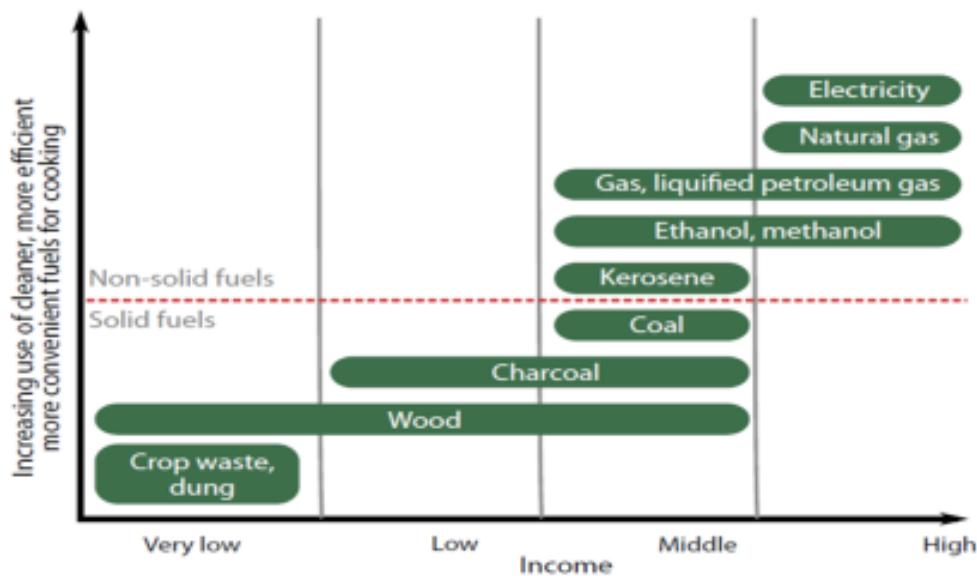 Increasing use of cleaner, more efficient
more convenient fuels for cooking
Electricity
Natural gas
Gas, liquified petroleum gas
Ethanol, methanol
Non-solid fuels
Kerosene
Solid fuels
Coal
Charcoal
Wood
Crop waste,
dung
Very low
Low
Middle
High
Income